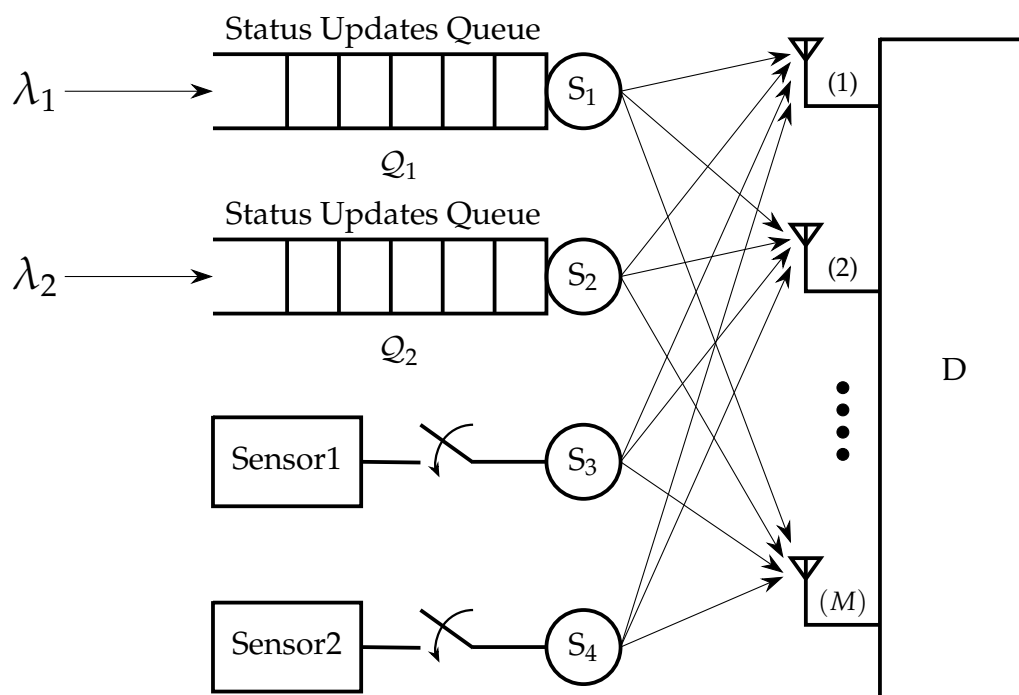 Status Updates Queue
λ1
S1
(1)
Q1
Status Updates Queue
λ2
S2
(2)
Q2
D
Sensor1
S3
(M)
Sensor2
S4